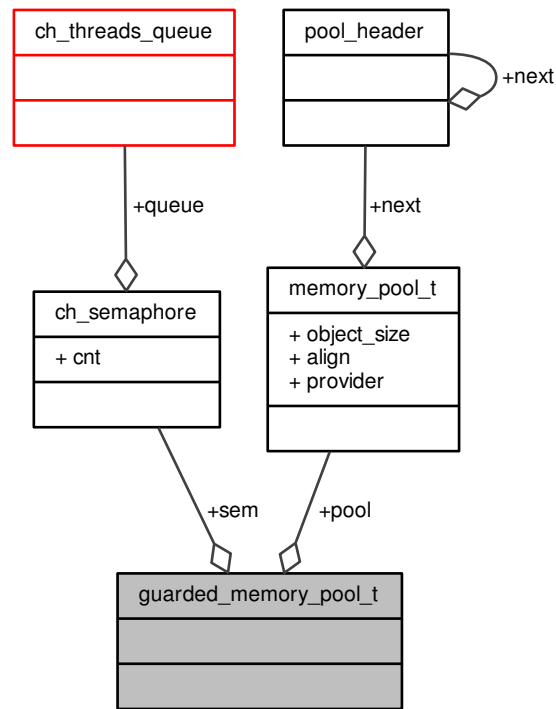 ch_threads_queue
pool_header
+next
+queue
+next
ch_semaphore
+ cnt
memory_pool_t
+ object_size
+ align
+ provider
+sem
+pool
guarded_memory_pool_t